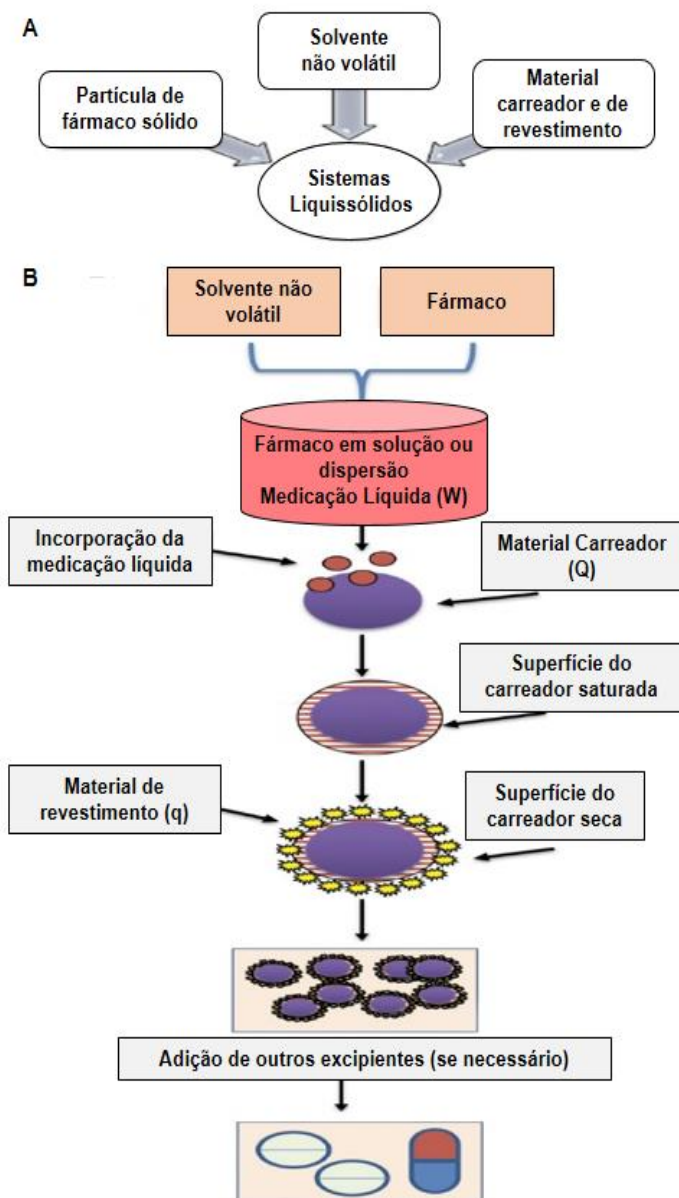 A
Solvente
não volátil
Partícula de
fármaco sólido
Material
carreador e de
revestimento
Sistemas
Liquissólidos
B
Solvente não
volátil
Fármaco
Fármaco em solução ou
dispersão
Medicação Líquida (W)
Incorporação da
medicação líquida
Material Carreador
(Q)
Superfície do
carreador saturada
Material de
revestimento (q)
Superfície do
carreador seca
Adição de outros excipientes (se necessário)